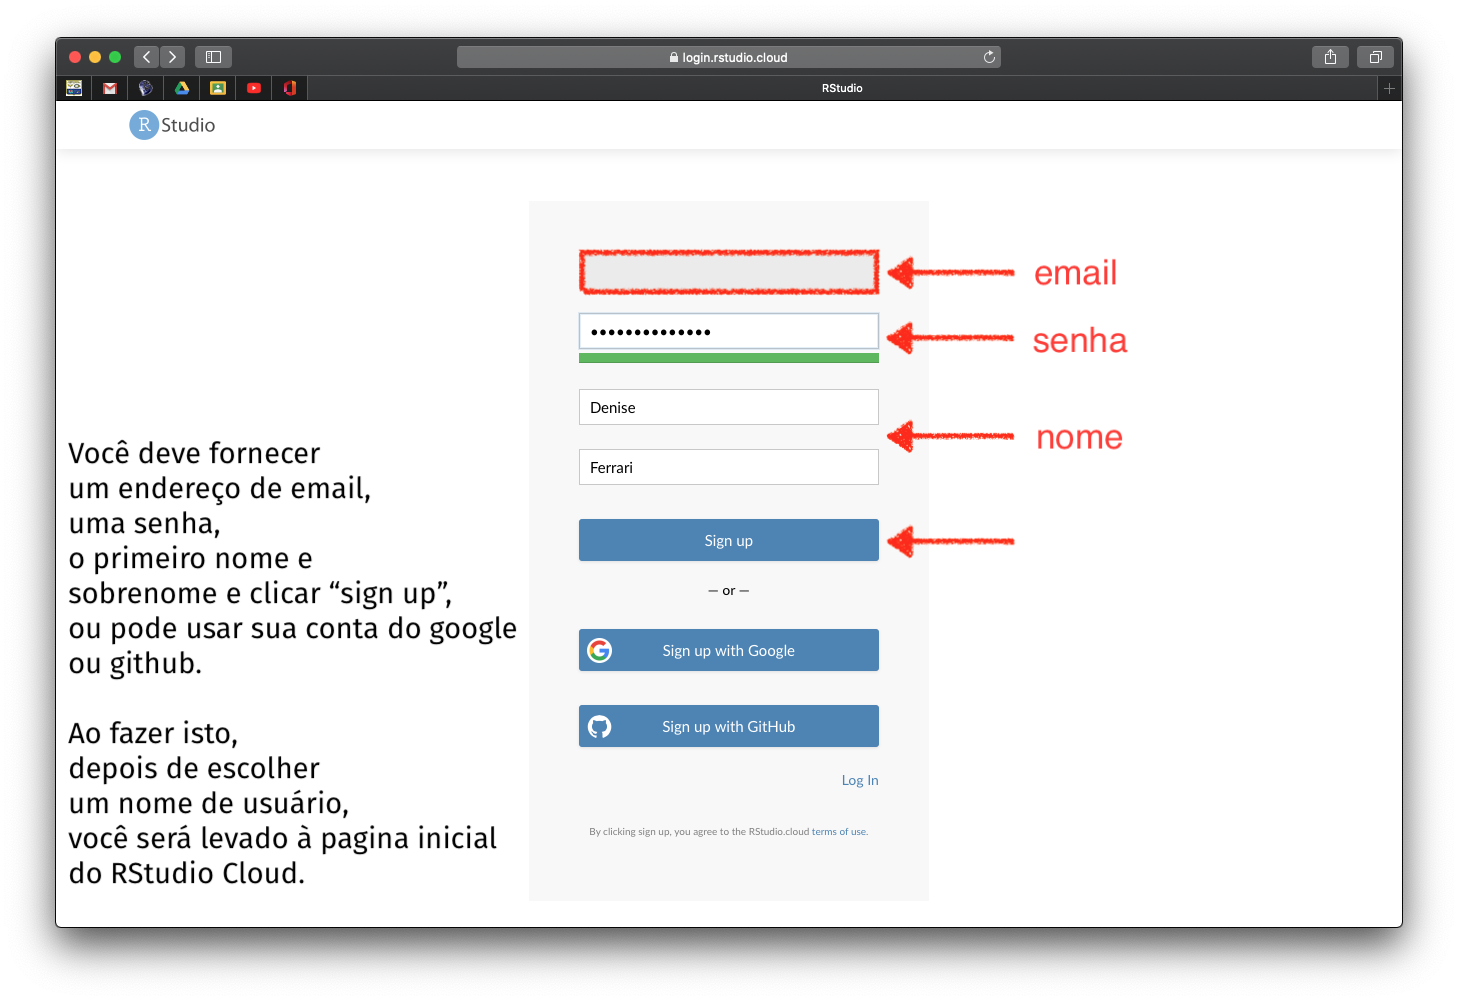 login.rstudio.cloud
RStudio
R Studio
email
••••••••••••••
senha
Denise
nome
Ferrari
Sign up
— or —
Sign up with Google
Sign up with GitHub
Log In
By clicking sign up, you agree to the RStudio.cloud terms of use.
Você deve fornecer
um endereço de email,
uma senha,
o primeiro nome e
sobrenome e clicar “sign up”,
ou pode usar sua conta do google
ou github.
Ao fazer isto,
depois de escolher
um nome de usuário,
você será levado à pagina inicial
do RStudio Cloud.